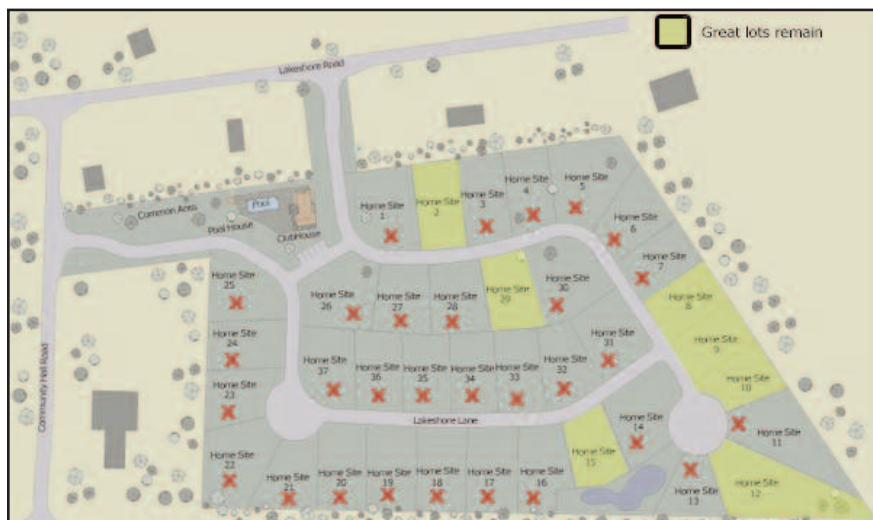 Great lots remain
Lakeshore Road
Home Site
1
Home Site
2
Home Site
3
Home Site
4
Home Site
5
Home Site
6
Home Site
7
Home Site
8
Home Site
9
Home Site
10
Home Site
11
Home Site
12
Home Site
13
Home Site
14
Home Site
15
Home Site
16
Home Site
17
Home Site
18
Home Site
19
Home Site
20
Home Site
21
Home Site
22
Home Site
23
Home Site
24
Home Site
25
Home Site
26
Home Site
27
Home Site
28
Home Site
29
Home Site
30
Home Site
31
Home Site
32
Home Site
33
Home Site
34
Home Site
35
Home Site
36
Home Site
37
Common Area
Pool
Pool House
ClubHouse
Community Hall Road
Lakeshore Lane